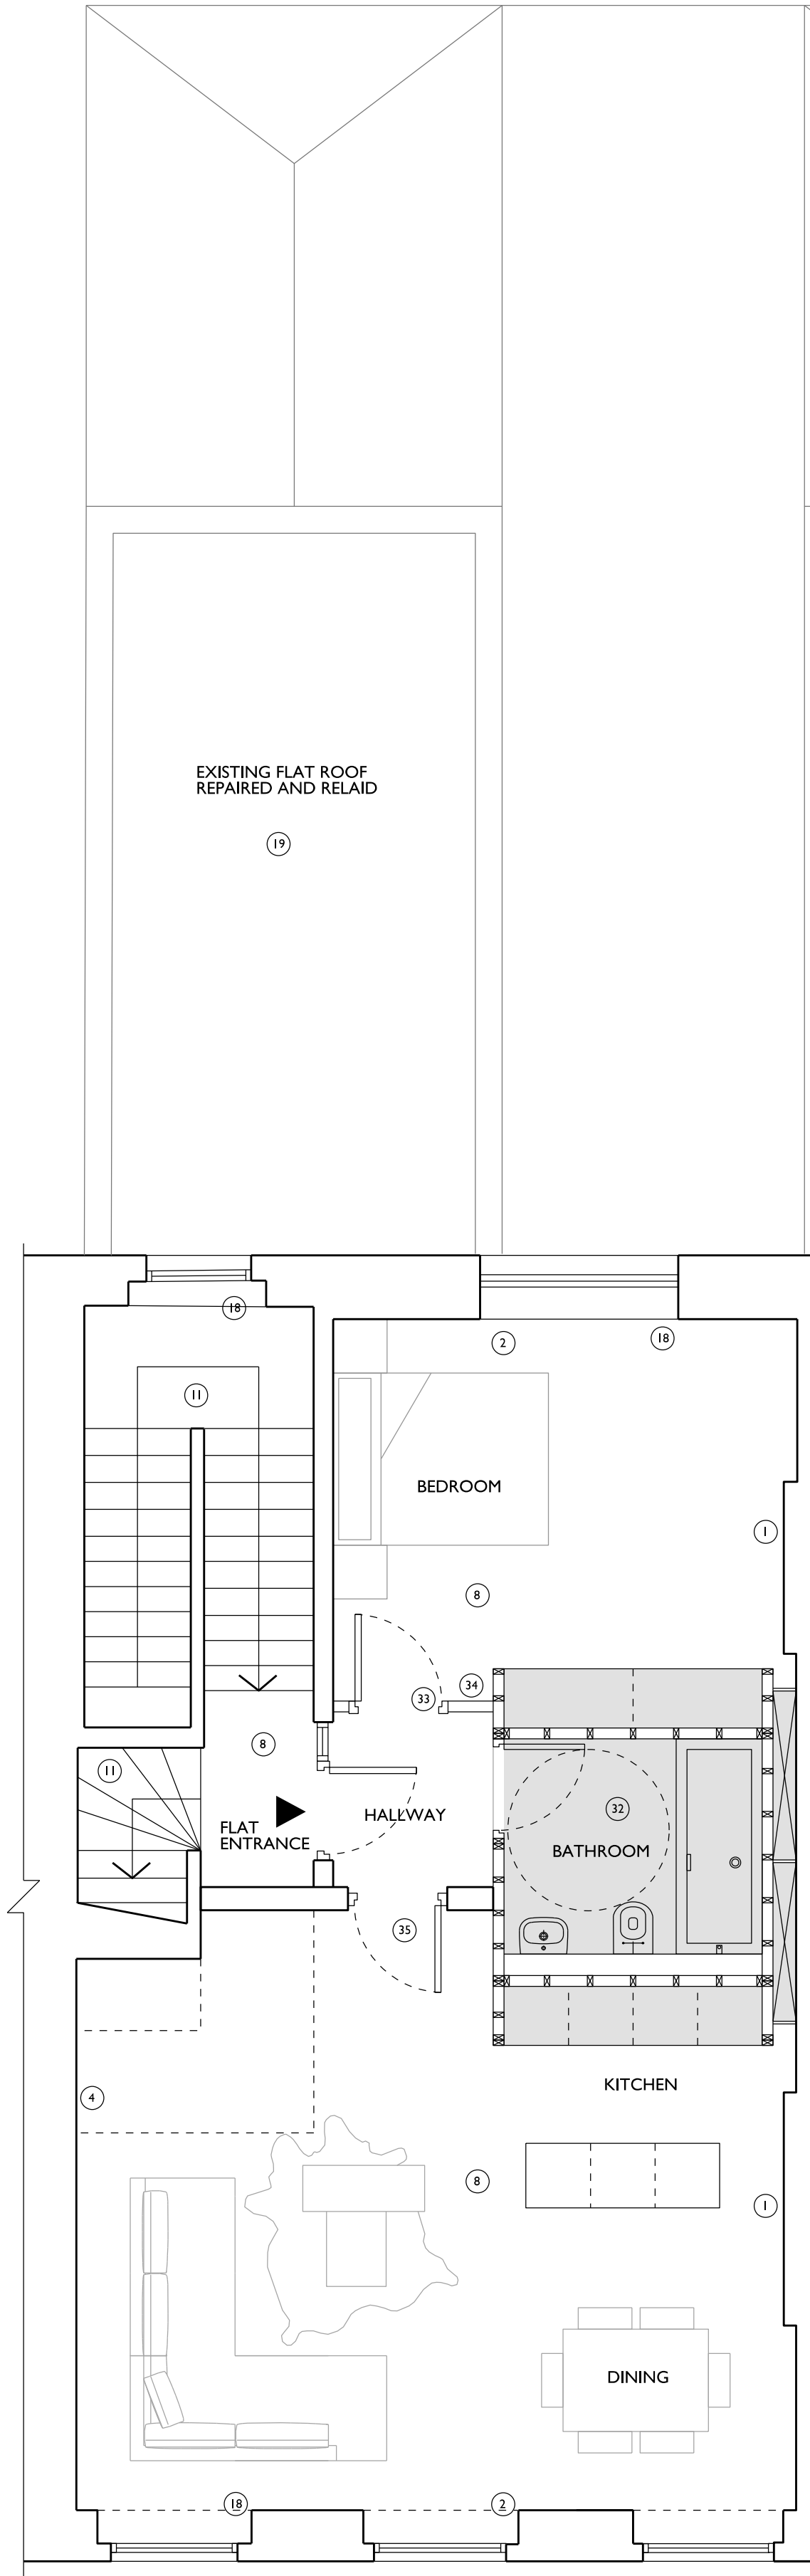 EXISTING FLAT ROOF
REPAIRED AND RELAID
19
18
2
18
11
BEDROOM
1
8
34
33
8
11
32
HALLWAY
FLAT
ENTRANCE
BATHROOM
35
KITCHEN
4
8
1
DINING
18
2